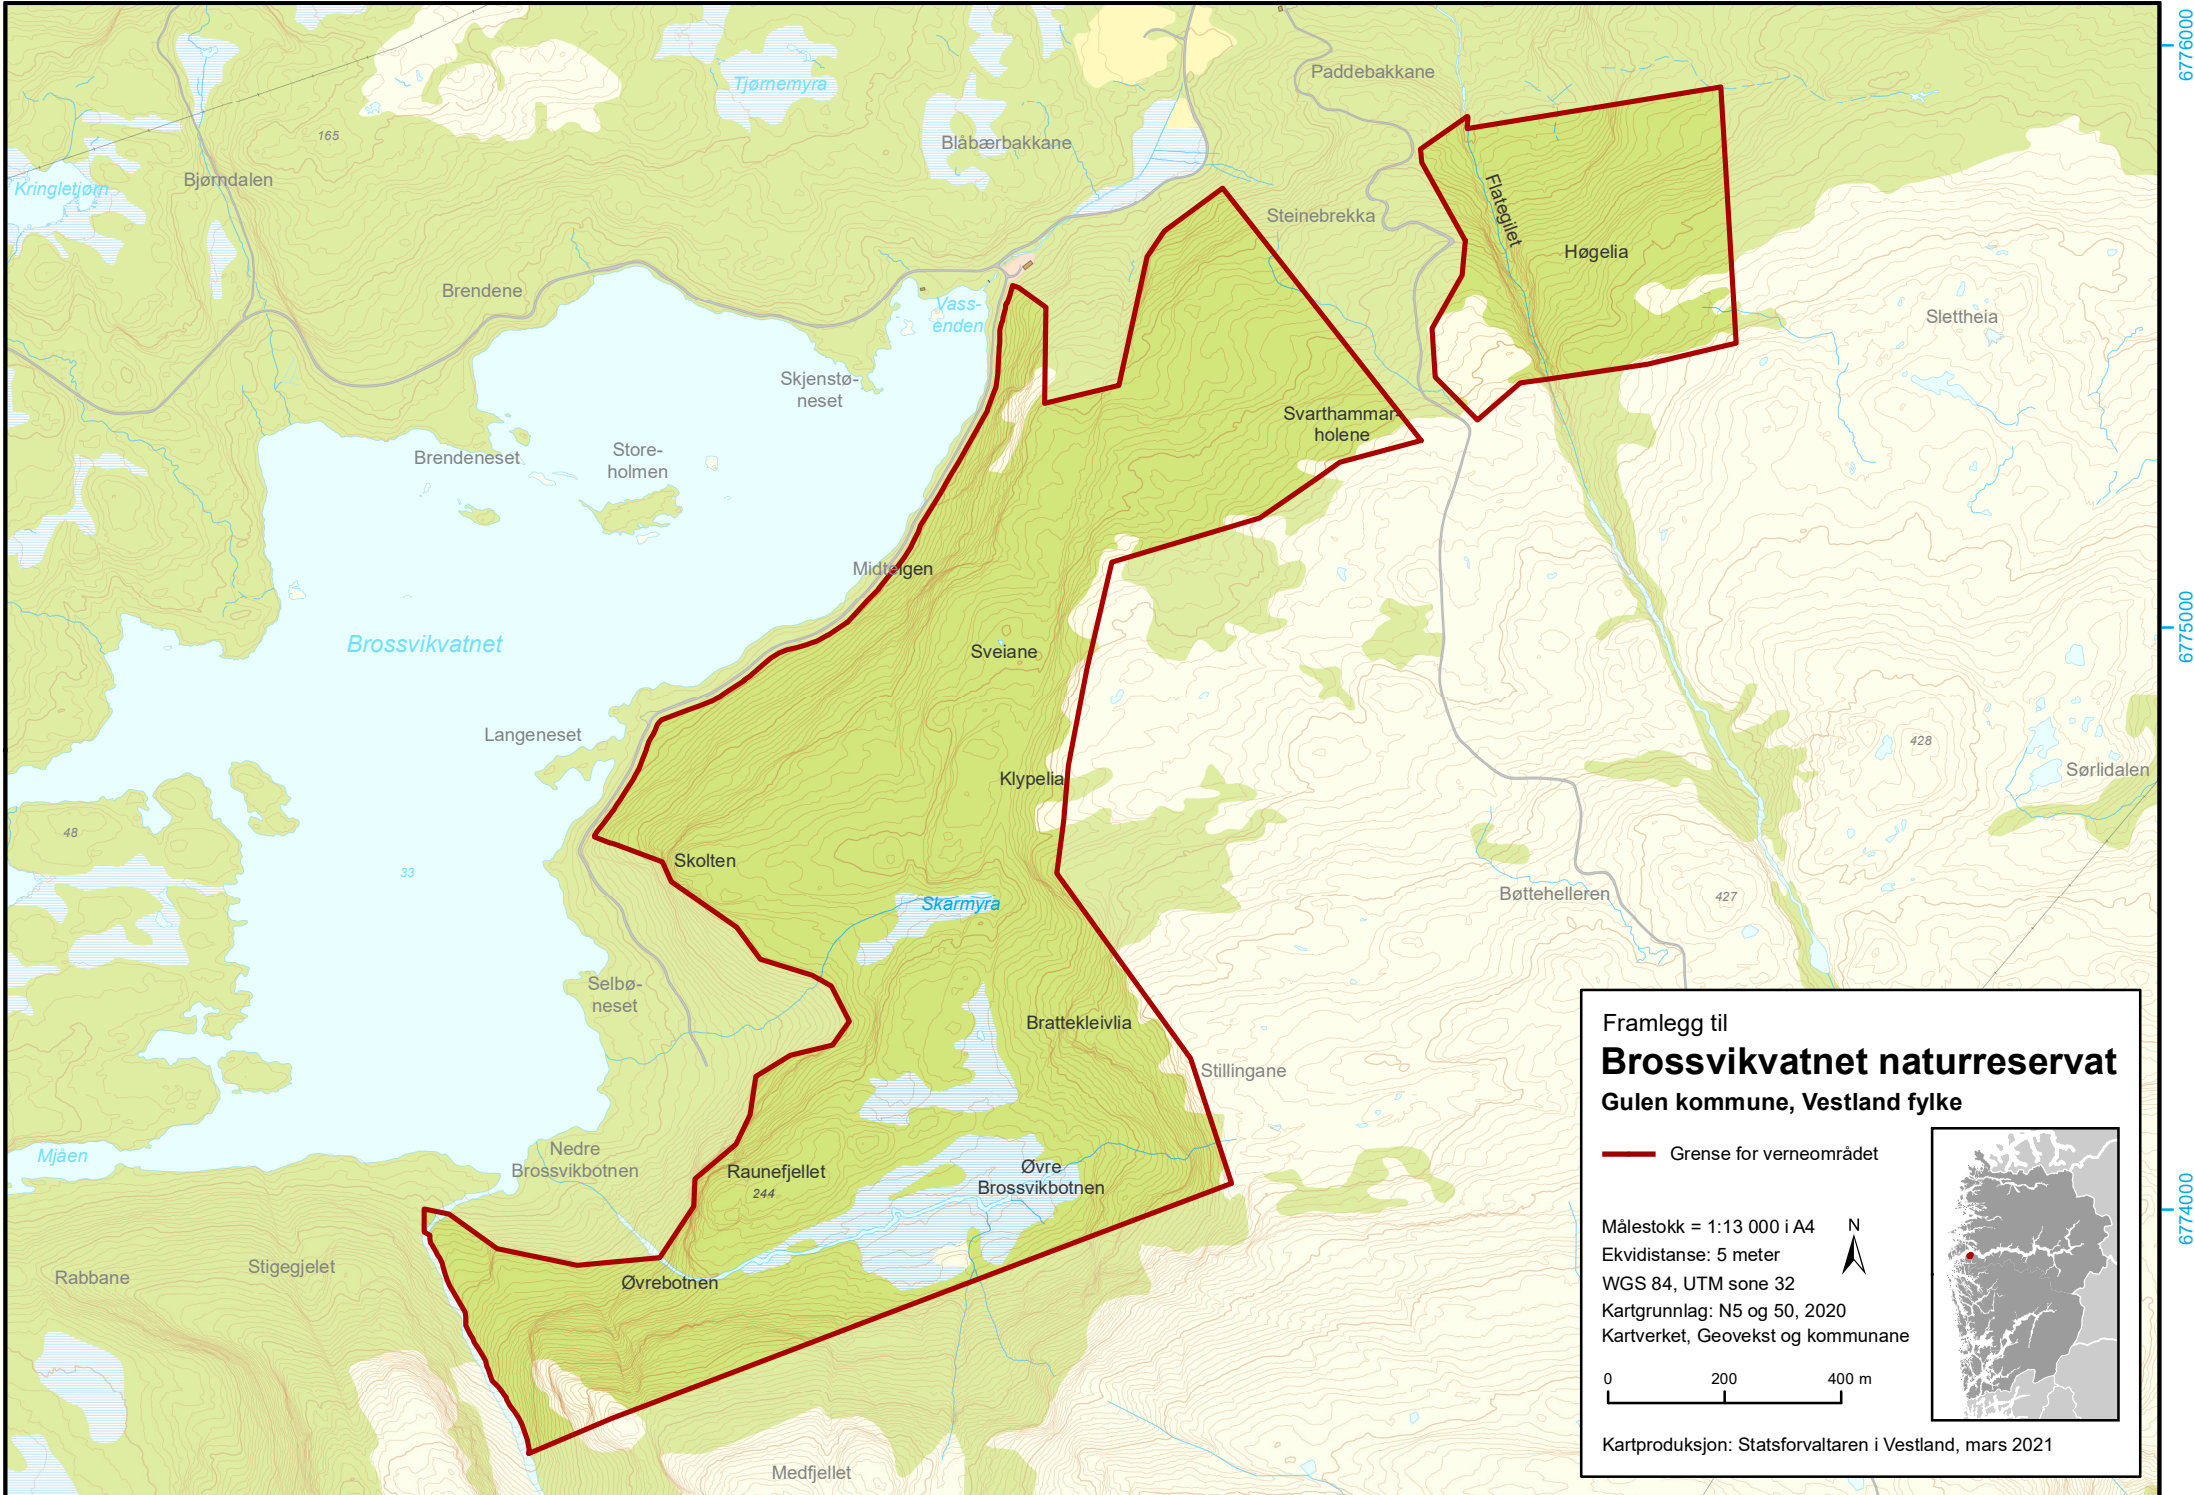 6776000
Paddebakkane
Tjørnemyra
165
Blåbærbakkane
Bjørndalen
Kringletjørn
Flategilet
Steinebrekka
Høgelia
Brendene
Vass-
enden
Slettheia
Skjenstø-
neset
Svarthammar-
holene
Brendeneset
Store-
holmen
Midteigen
6775000
Brossvikvatnet
Sveiane
Langeneset
428
Sørlidalen
Klypelia
48
33
Skolten
Skarmyra
Bøttehelleren
427
Selbø-
neset
Brattekleivlia
Stillingane
Nedre
Brossvikbotnen
Mjåen
Raunefjellet
244
Øvre
Brossvikbotnen
6774000
Stigegjelet
Rabbane
Øvrebotnen
Medfjellet
Framlegg til
Brossvikvatnet naturreservat
Gulen kommune, Vestland fylke
Grense for verneområdet
Målestokk = 1:13 000 i A4
N
Ekvidistanse: 5 meter
WGS 84, UTM sone 32
Kartgrunnlag: N5 og 50, 2020
Kartverket, Geovekst og kommunane
0 200 400 m
Kartproduksjon: Statsforvaltaren i Vestland, mars 2021